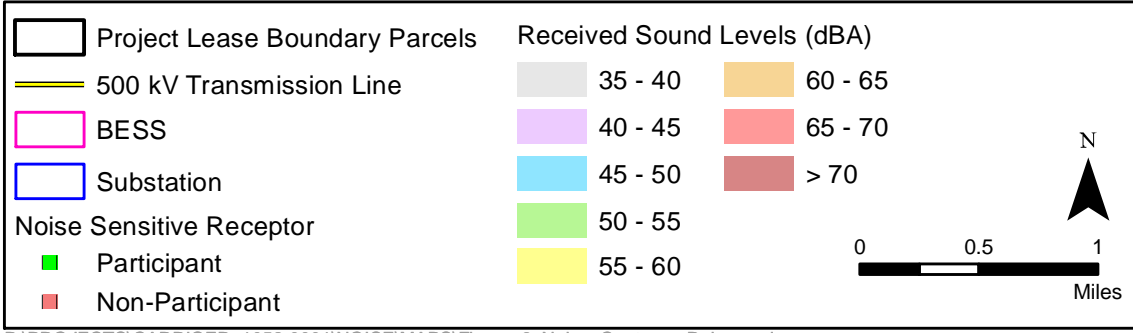 Project Lease Boundary Parcels
500 kV Transmission Line
BESS
Substation
Noise Sensitive Receptor
Participant
Non-Participant
Received Sound Levels (dBA)
35 - 40
40 - 45
45 - 50
50 - 55
55 - 60
60 - 65
65 - 70
> 70
N
0 0.5 1
Miles